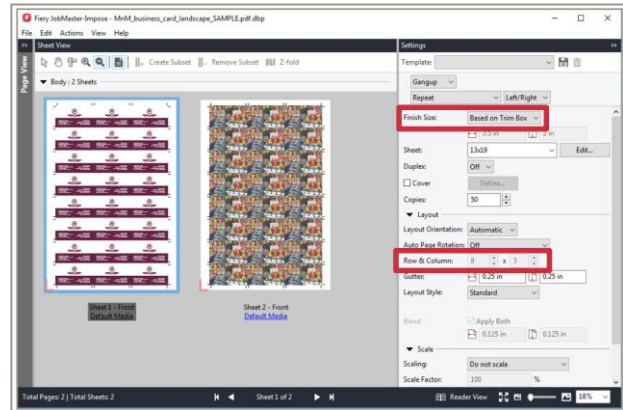 Fiery JobMaster-Impose - MnM_business_card_landscape_SAMPLE.pdf.dbp
File Edit Actions View Help
Sheet View
Settings
Page View
Create Subset Remove Subset Z-fold
Template:
Body : 2 Sheets
Gangup
Repeat Left/Right
Finish Size: Based on Trim Box
3.5 in 2 in
Sheet: 13x19 Edit...
Duplex: Off
Cover Define...
Copies: 50
Layout
Layout Orientation: Automatic
Auto Page Rotation: Off
Row & Column: 8 x 3
Gutter: 0.25 in 0.25 in
Layout Style: Standard
Sheet 1 - Front
Default Media
Sheet 2 - Front
Default Media
Bleed: Apply Both
0.125 in 0.125 in
Scale
Scaling: Do not scale
Scale Factor: 100 %
Total Pages: 2 | Total Sheets: 2 Sheet 1 of 2 Reader View 18%